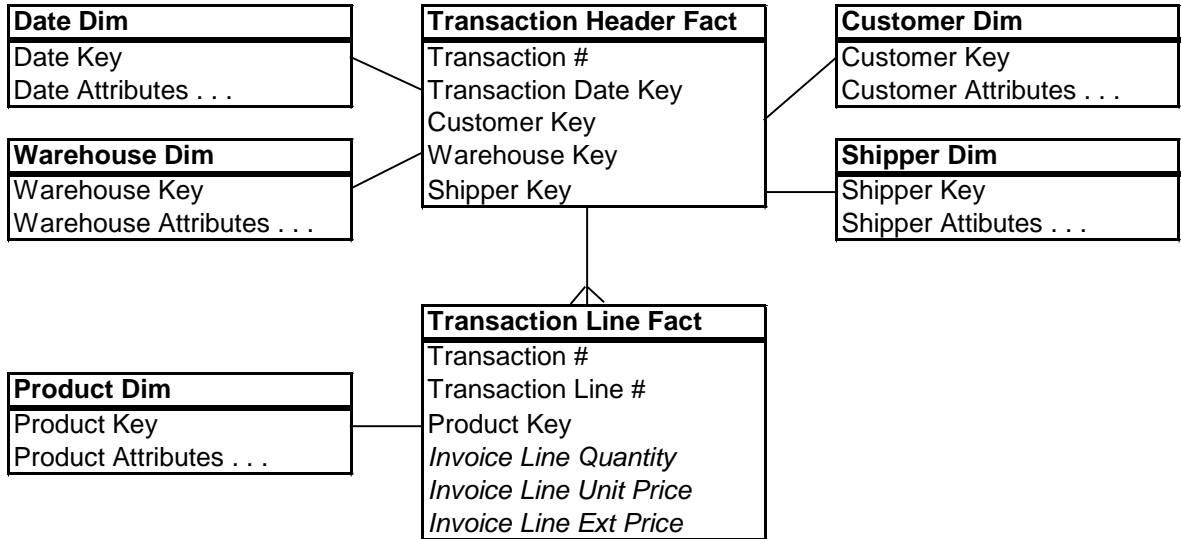 Date Dim
Date Key
Date Attributes . . .
Warehouse Dim
Warehouse Key
Warehouse Attributes . . .
Transaction Header Fact
Transaction #
Transaction Date Key
Customer Key
Warehouse Key
Shipper Key
Customer Dim
Customer Key
Customer Attributes . . .
Shipper Dim
Shipper Key
Shipper Attibutes . . .
Product Dim
Product Key
Product Attributes . . .
Transaction Line Fact
Transaction #
Transaction Line #
Product Key
Invoice Line Quantity
Invoice Line Unit Price
Invoice Line Ext Price